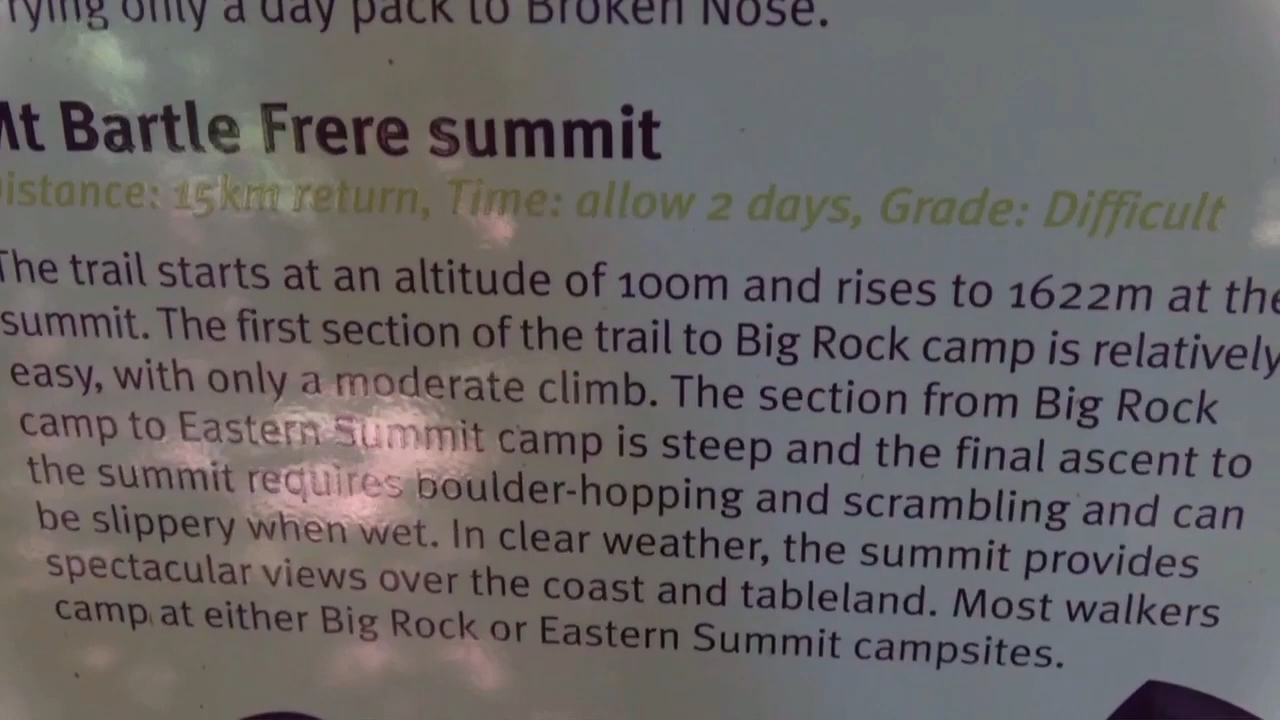 rying only a day pack to Broken Nose.
Mt Bartle Frere summit
Distance: 15km return, Time: allow 2 days, Grade: Difficult
The trail starts at an altitude of 100m and rises to 1622m at the
summit. The first section of the trail to Big Rock camp is relatively
easy, with only a moderate climb. The section from Big Rock
camp to Eastern Summit camp is steep and the final ascent to
the summit requires boulder-hopping and scrambling and can
be slippery when wet. In clear weather, the summit provides
spectacular views over the coast and tableland. Most walkers
camp at either Big Rock or Eastern Summit campsites.